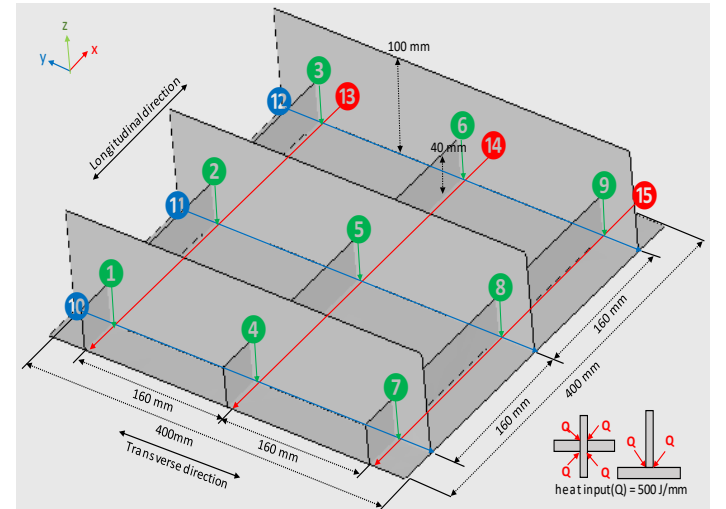 z
y
x
Longitudinal direction
100 mm
3
13
12
6
14
40 mm
2
9
15
11
5
1
8
10
4
7
160 mm
400 mm
160 mm
160 mm
400mm
160 mm
Transverse direction
Q Q
Q Q
Q Q
heat input(Q) = 500 J/mm